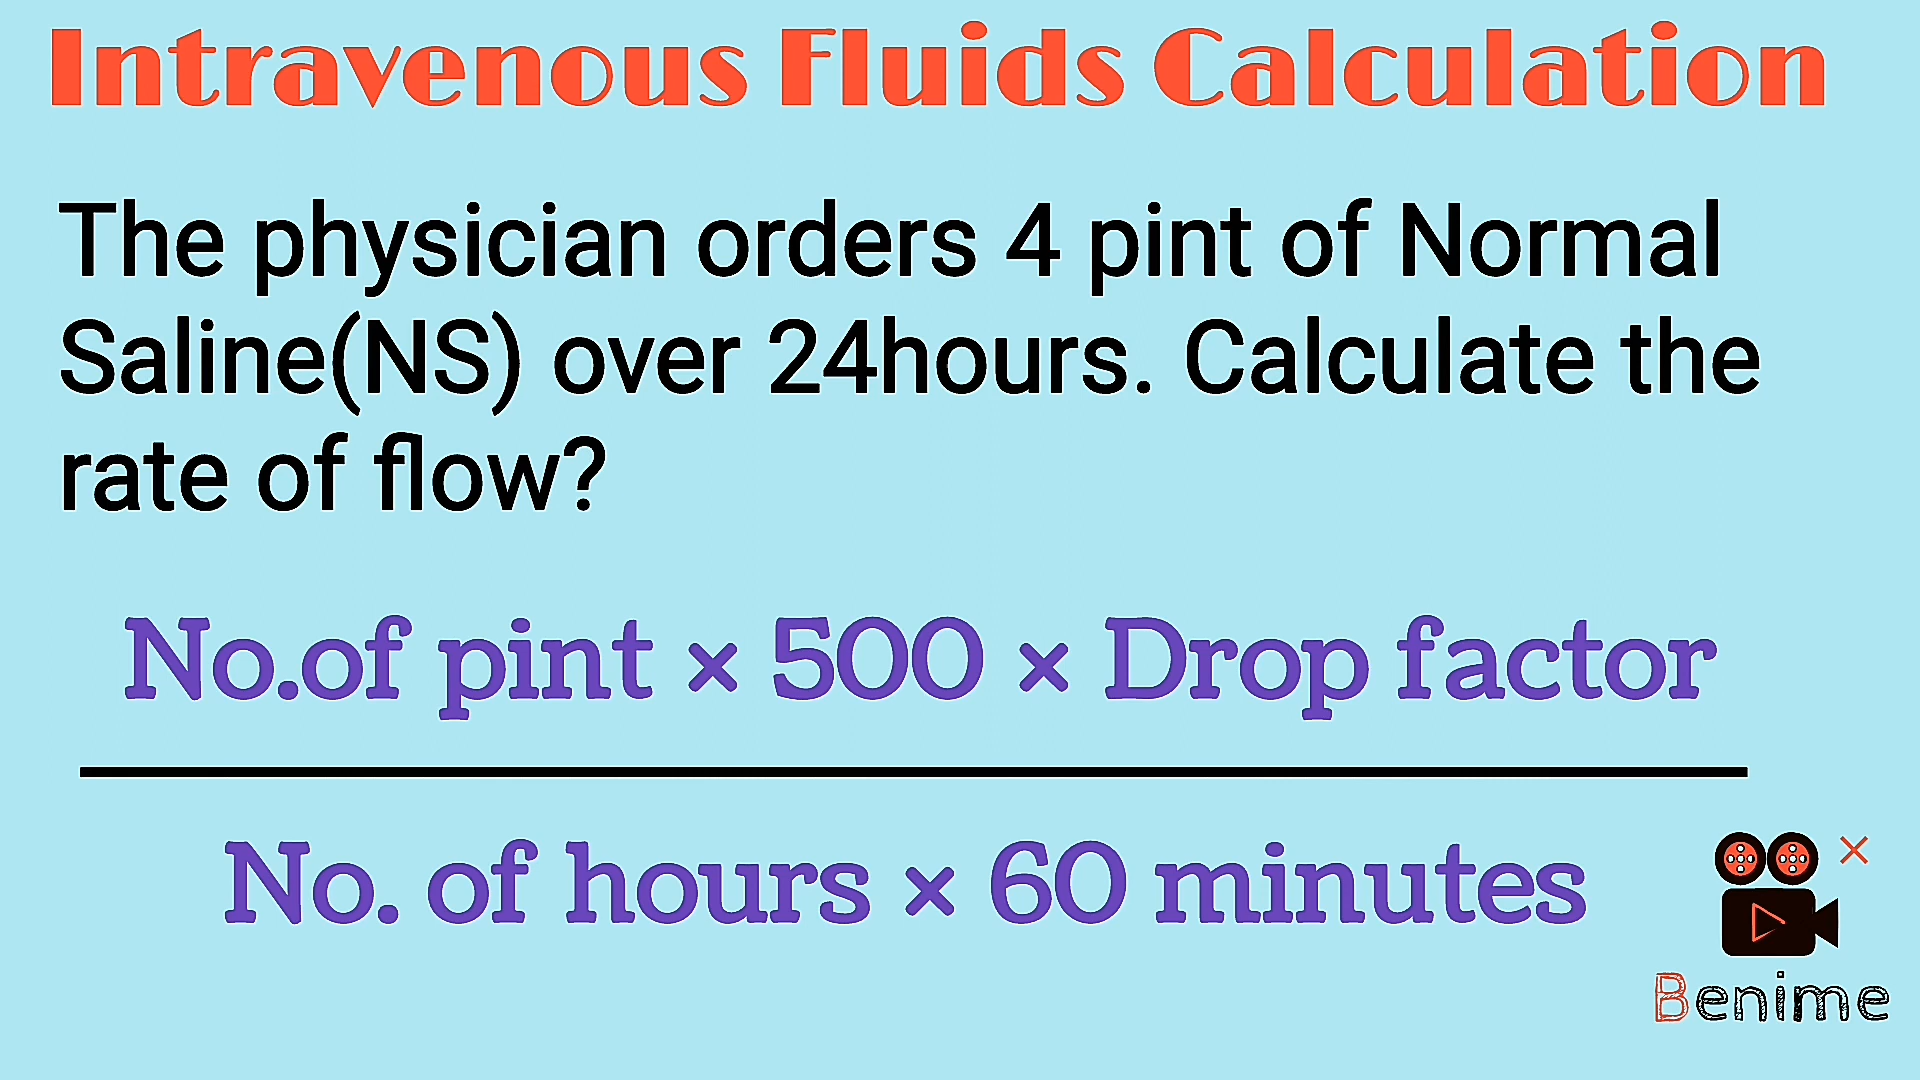 Intravenous Fluids Calculation
The physician orders 4 pint of Normal
Saline(NS) over 24hours. Calculate the
rate of flow?
No.of pint × 500 × Drop factor
No. of hours × 60 minutes
Benime